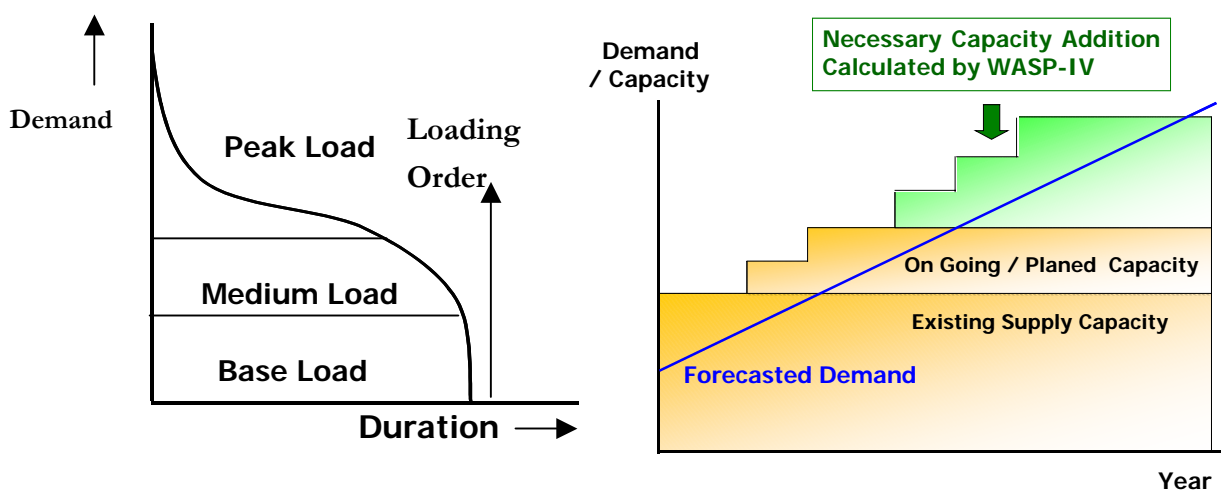 Demand
Peak Load
Loading
Order
Medium Load
Base Load
Duration
Demand
/ Capacity
Necessary Capacity Addition
Calculated by WASP-IV
On Going / Planed Capacity
Existing Supply Capacity
Forecasted Demand
Year